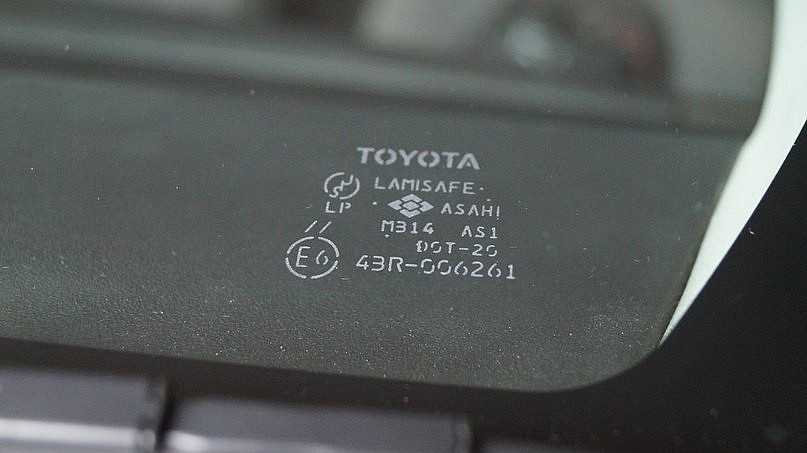 TOYOTA
LAMISAFE
LP ASAHI
M314 AS1
DOT-20
//
E6 43R-006261